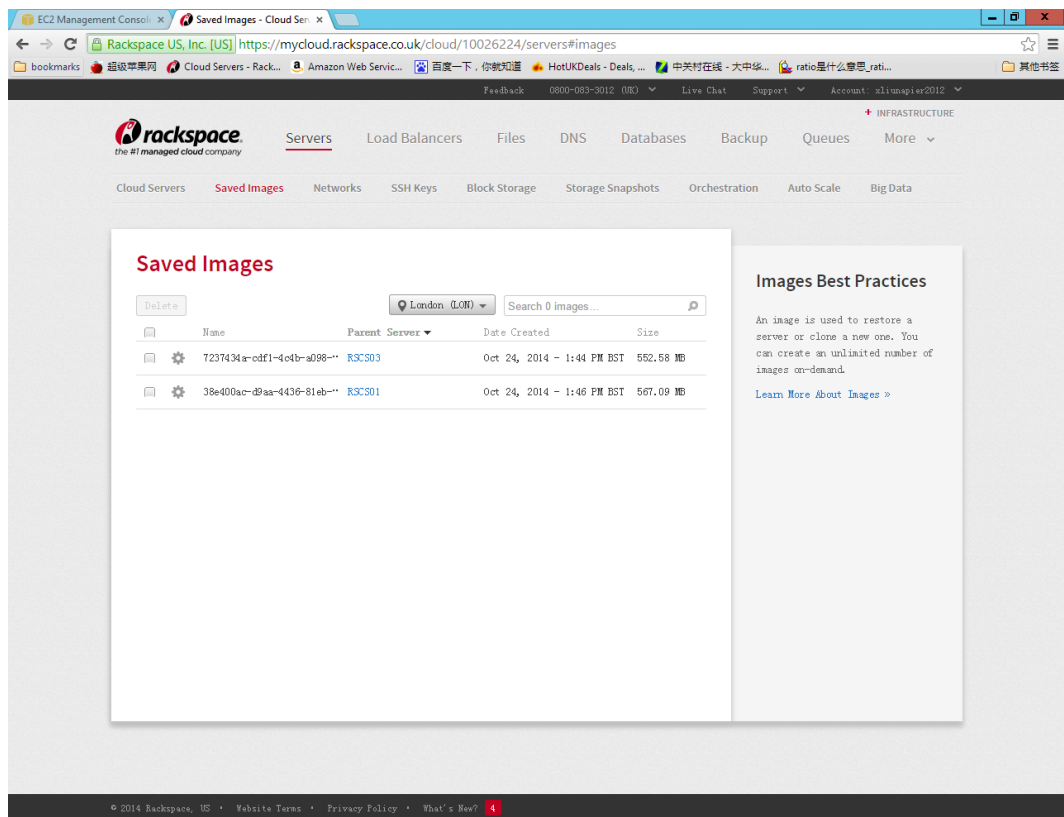 EC2 Management Consol
Saved Images - Cloud Ser
Rackspace US, Inc. [US] https://mycloud.rackspace.co.uk/cloud/10026224/servers#images
bookmarks 超级苹果网 Cloud Servers - Rack... Amazon Web Servic... 百度一下，你就知道 HotUKDeals - Deals, ... 中关村在线 - 大中华... ratio是什么意思_rati... 其他书签
Feedback 0800-083-3012 (UK) Live Chat Support Account: xliunapier2012
+ INFRASTRUCTURE
rackspace.
the #1 managed cloud company
Servers Load Balancers Files DNS Databases Backup Queues More
Cloud Servers Saved Images Networks SSH Keys Block Storage Storage Snapshots Orchestration Auto Scale Big Data
Saved Images
Delete London (LON) Search 0 images...
Name Parent Server Date Created Size
7237434a-cdf1-4c4b-a098-… RSCS03 Oct 24, 2014 - 1:44 PM BST 552.58 MB
38e400ac-d9aa-4436-81eb-… RSCS01 Oct 24, 2014 - 1:46 PM BST 567.09 MB
Images Best Practices
An image is used to restore a
server or clone a new one. You
can create an unlimited number of
images on-demand.
Learn More About Images »
© 2014 Rackspace, US • Website Terms • Privacy Policy • What's New? 4